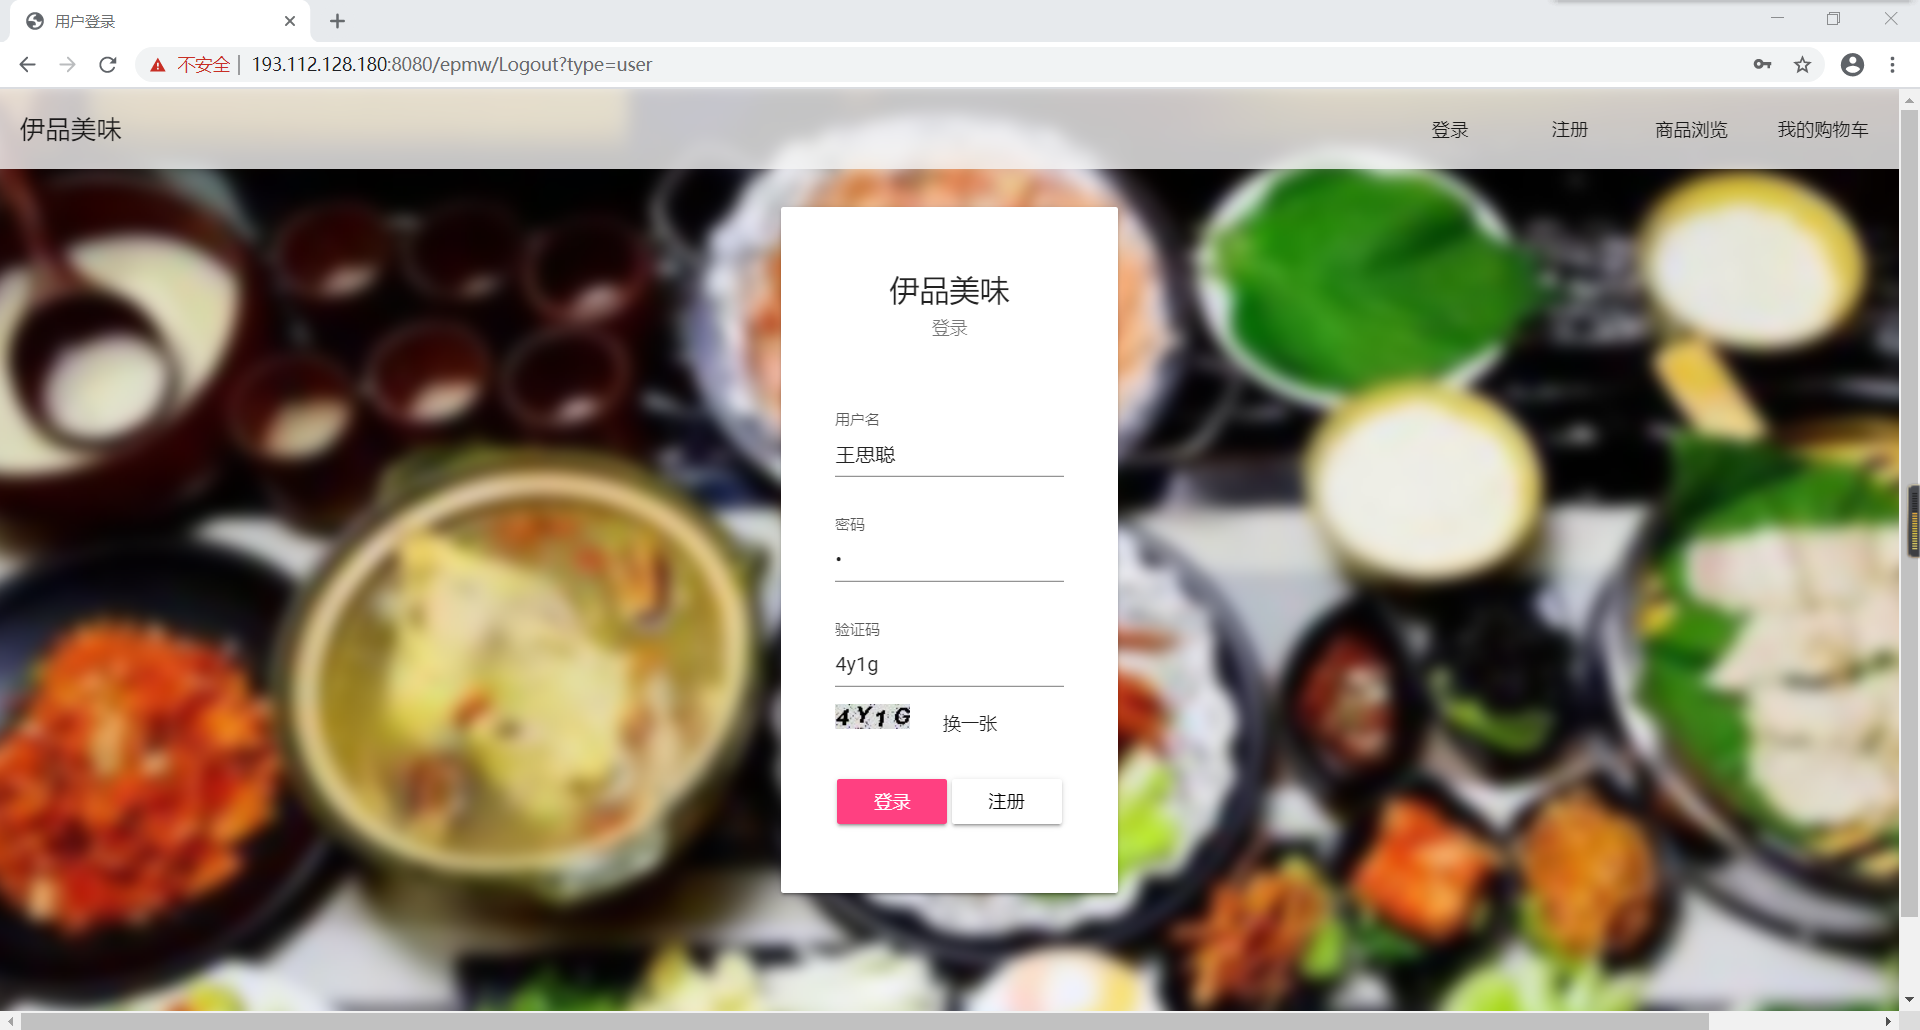 用户登录
不安全 | 193.112.128.180:8080/epmw/Logout?type=user
伊品美味
登录 注册 商品浏览 我的购物车
伊品美味
登录
用户名
王思聪
密码
•
验证码
4y1g
4Y1G 换一张
登录 注册